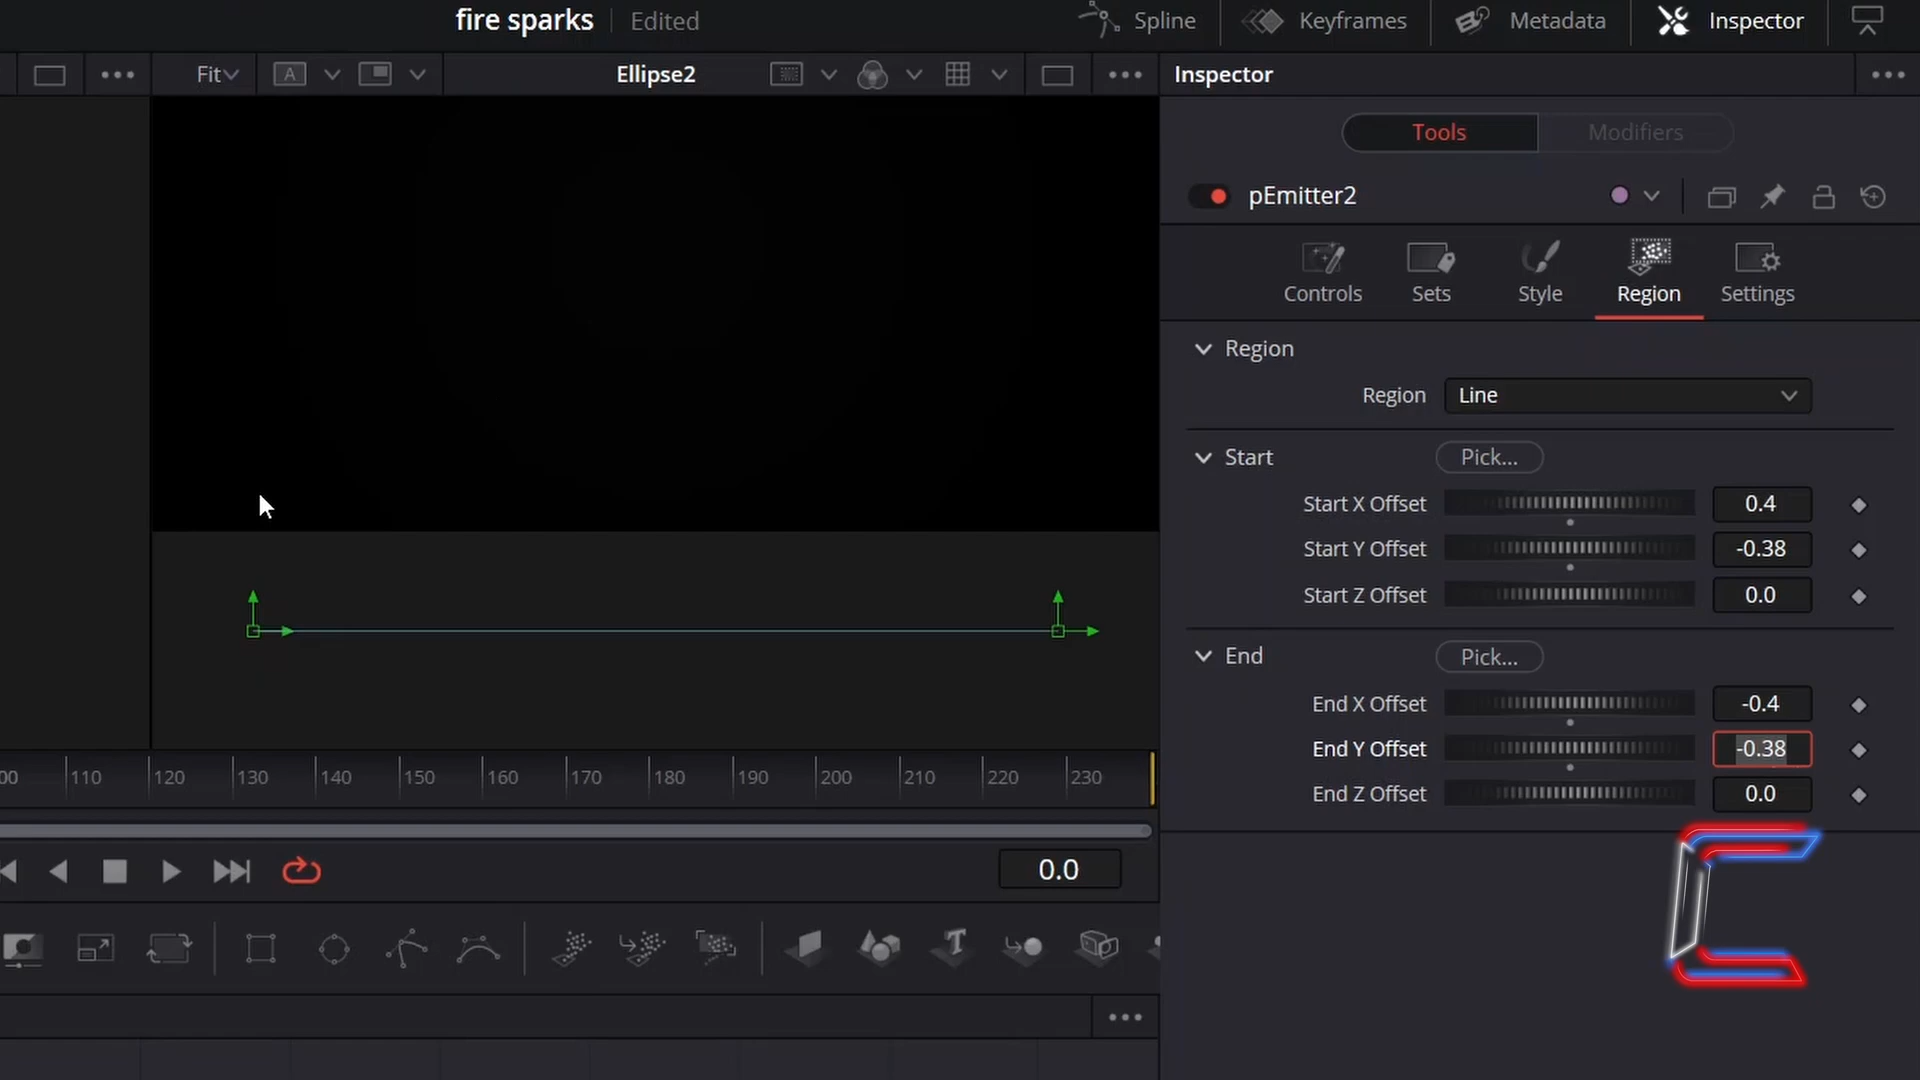 fire sparks
Edited
Spline
Keyframes
Metadata
Inspector
Fit
A
Ellipse2
Inspector
Tools
Modifiers
pEmitter2
Controls
Sets
Style
Region
Settings
Region
Region
Line
Start
Pick...
Start X Offset
0.4
Start Y Offset
-0.38
Start Z Offset
0.0
End
Pick...
End X Offset
-0.4
End Y Offset
-0.38
End Z Offset
0.0
00 110 120 130 140 150 160 170 180 190 200 210 220 230
0.0
T
C